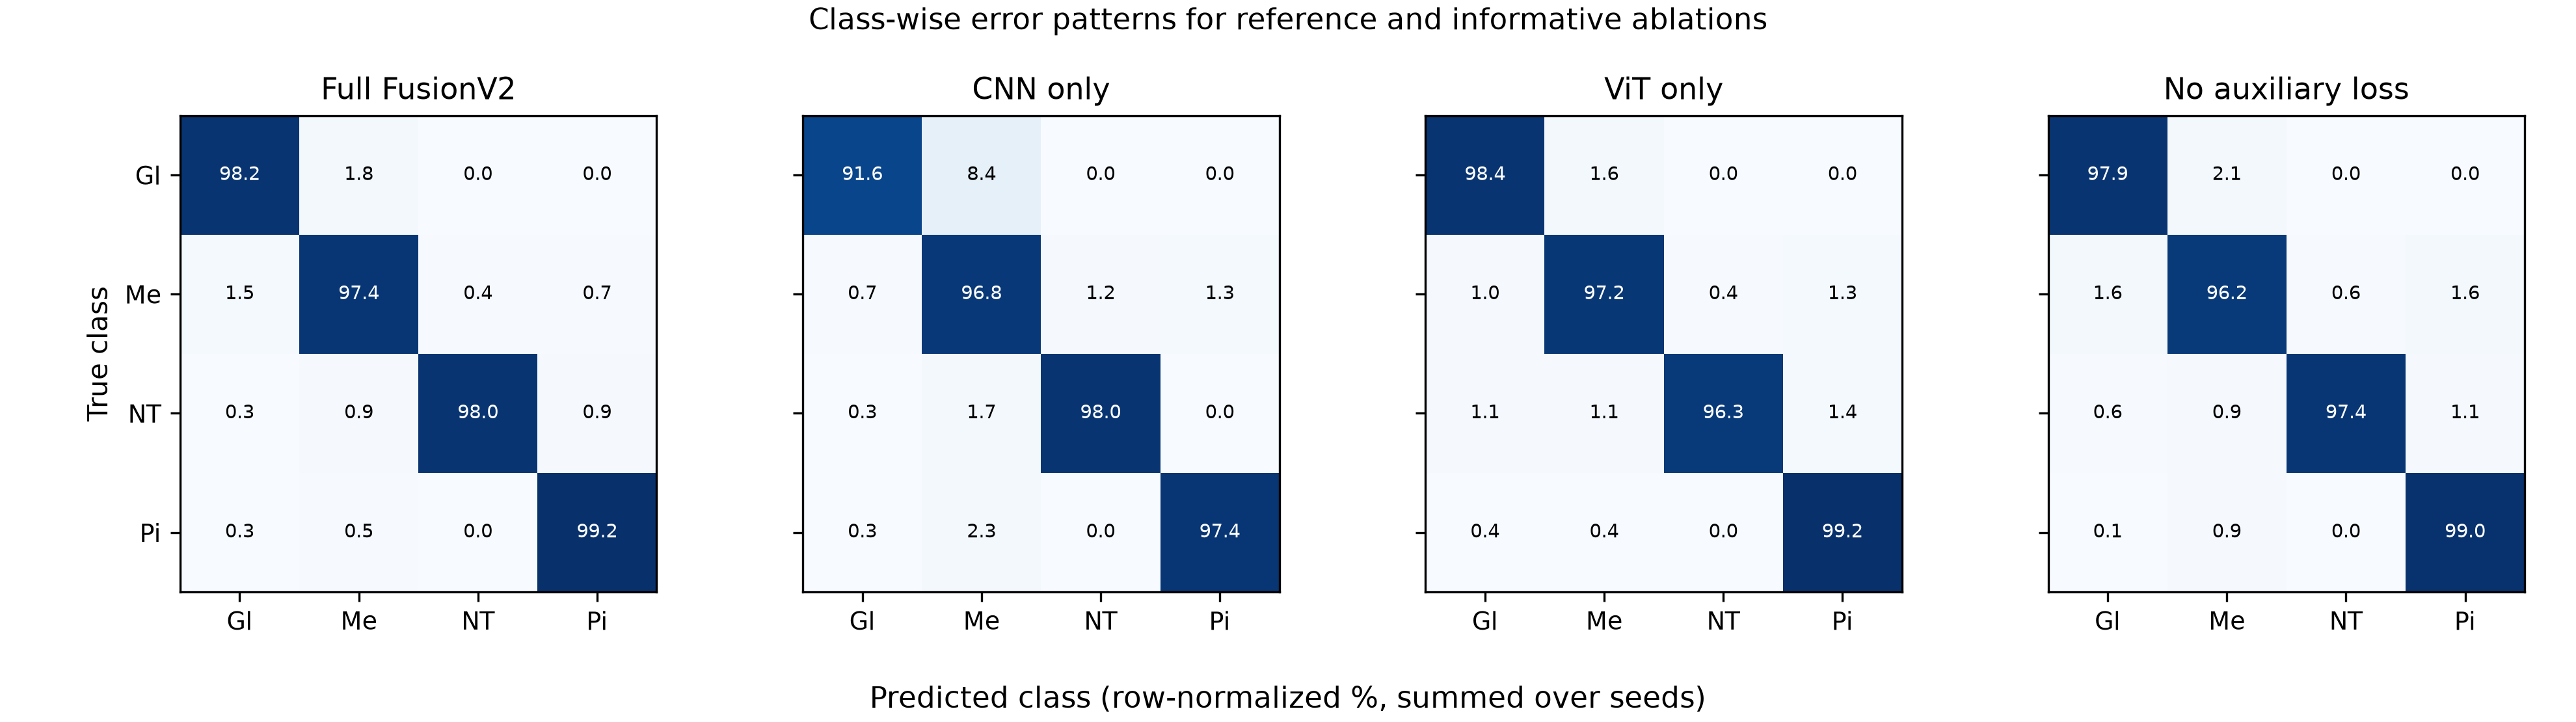 Class-wise error patterns for reference and informative ablations
Full FusionV2
CNN only
ViT only
No auxiliary loss
True class
Gl 98.2 1.8 0.0 0.0
Me 1.5 97.4 0.4 0.7
NT 0.3 0.9 98.0 0.9
Pi 0.3 0.5 0.0 99.2
Gl Me NT Pi
91.6 8.4 0.0 0.0
0.7 96.8 1.2 1.3
0.3 1.7 98.0 0.0
0.3 2.3 0.0 97.4
Gl Me NT Pi
98.4 1.6 0.0 0.0
1.0 97.2 0.4 1.3
1.1 1.1 96.3 1.4
0.4 0.4 0.0 99.2
Gl Me NT Pi
97.9 2.1 0.0 0.0
1.6 96.2 0.6 1.6
0.6 0.9 97.4 1.1
0.1 0.9 0.0 99.0
Gl Me NT Pi
Predicted class (row-normalized %, summed over seeds)